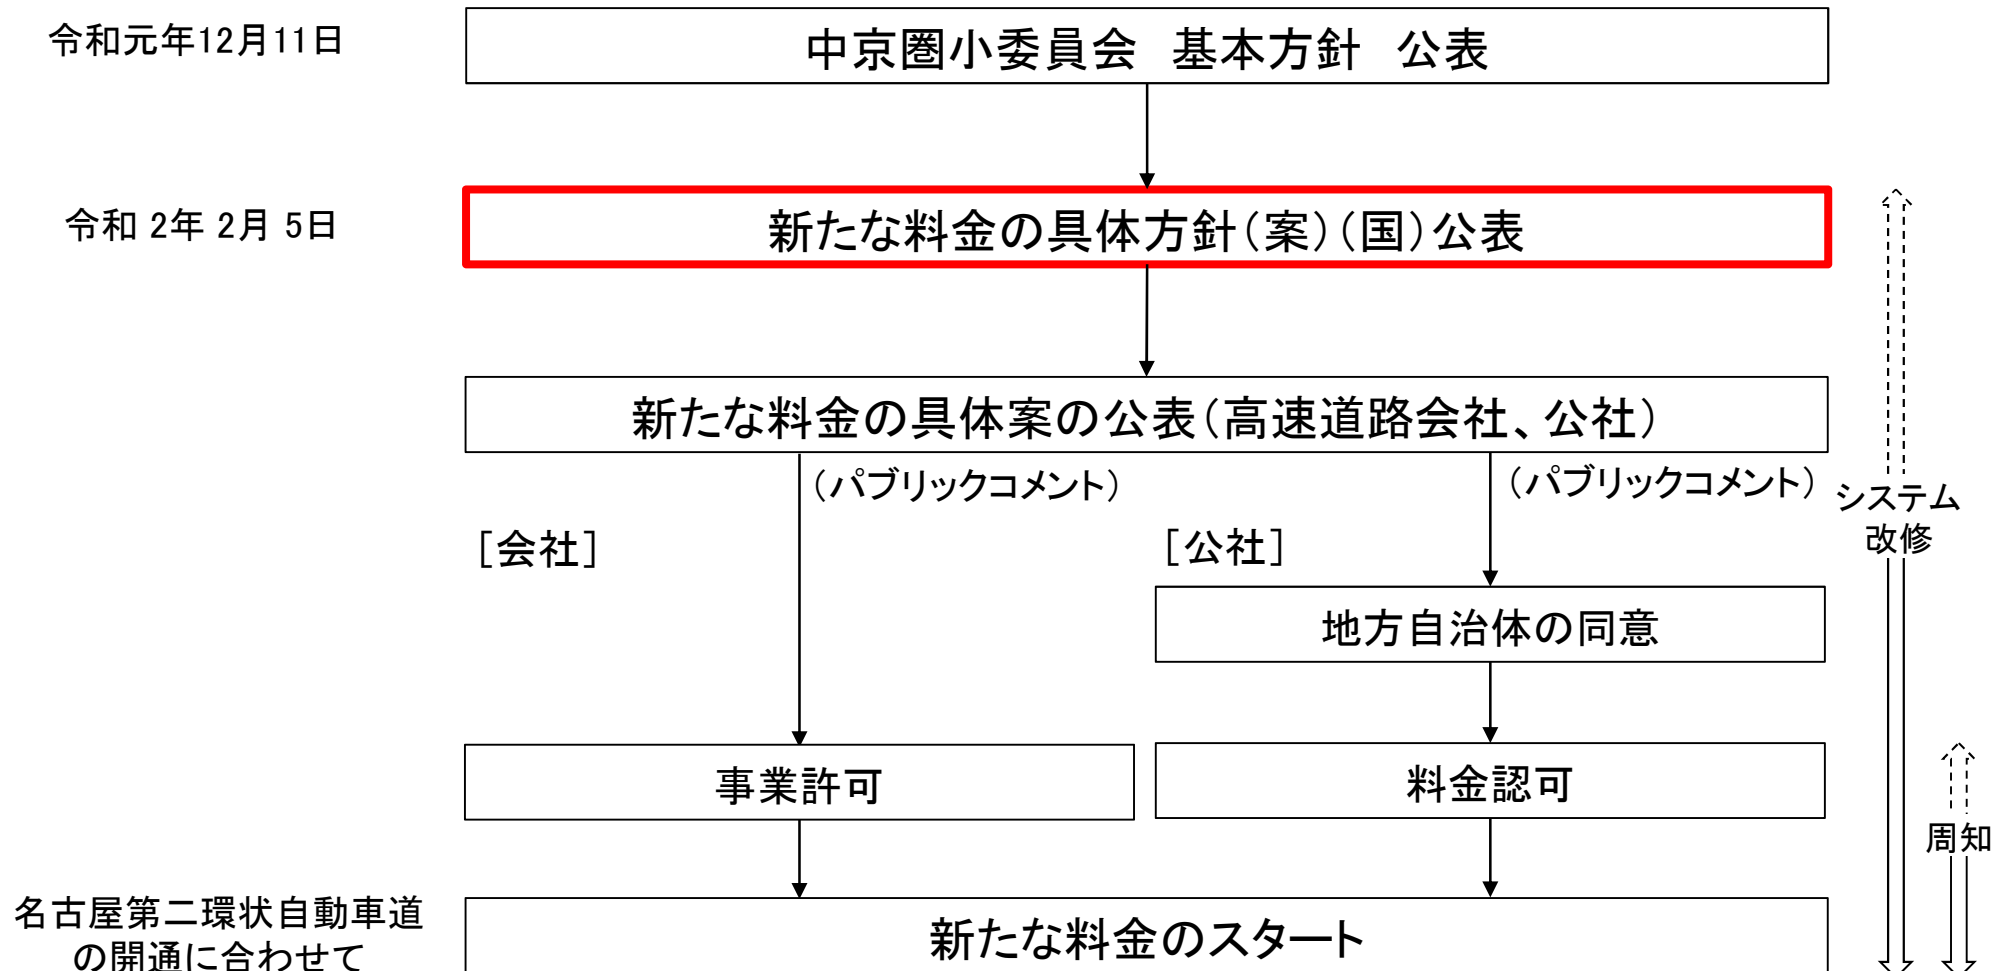 令和元年12月11日
中京圏小委員会　基本方針　公表
令和 2年 2月 5日
新たな料金の具体方針（案）（国）公表
新たな料金の具体案の公表（高速道路会社、公社）
（パブリックコメント）
（パブリックコメント）
システム
改修
［会社］
［公社］
地方自治体の同意
事業許可
料金認可
周知
名古屋第二環状自動車道
の開通に合わせて
新たな料金のスタート